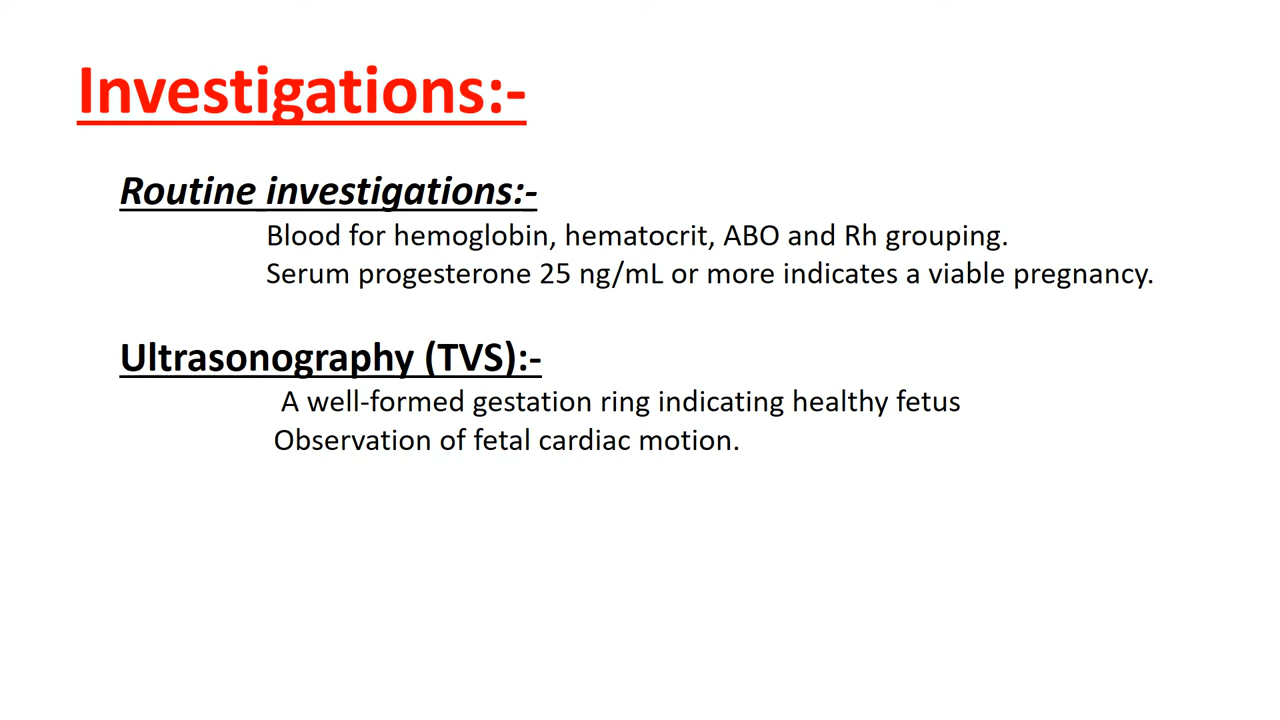 Investigations:-
Routine investigations:-
Blood for hemoglobin, hematocrit, ABO and Rh grouping.
Serum progesterone 25 ng/mL or more indicates a viable pregnancy.
Ultrasonography (TVS):-
A well-formed gestation ring indicating healthy fetus
Observation of fetal cardiac motion.